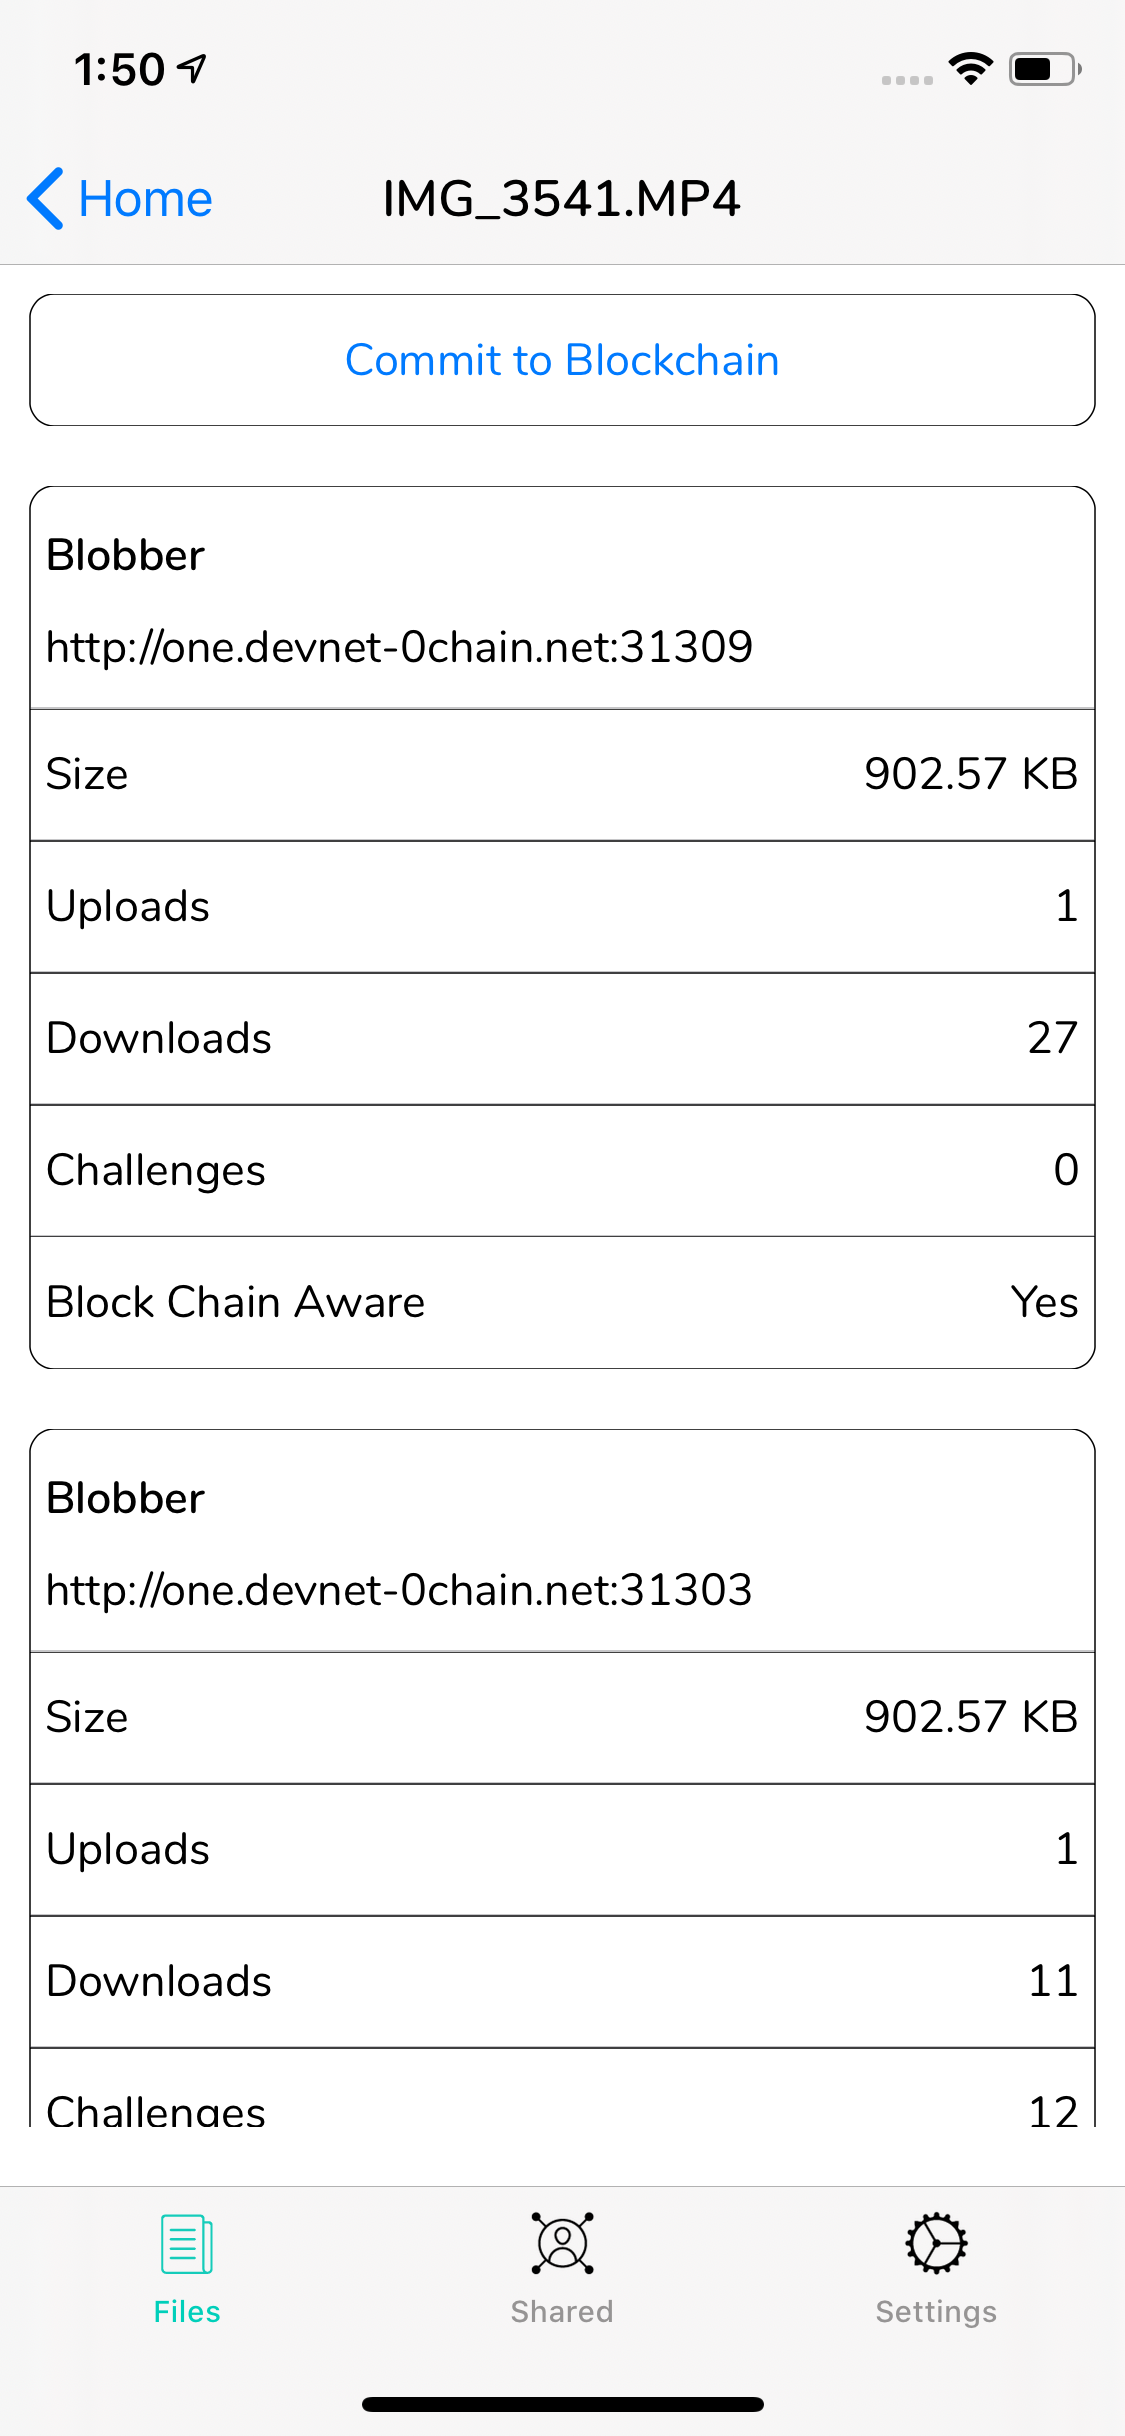 1:50
Home
IMG_3541.MP4
Commit to Blockchain
Blobber
http://one.devnet-0chain.net:31309
Size 902.57 KB
Uploads 1
Downloads 27
Challenges 0
Block Chain Aware Yes
Blobber
http://one.devnet-0chain.net:31303
Size 902.57 KB
Uploads 1
Downloads 11
Challenges 12
Files Shared Settings